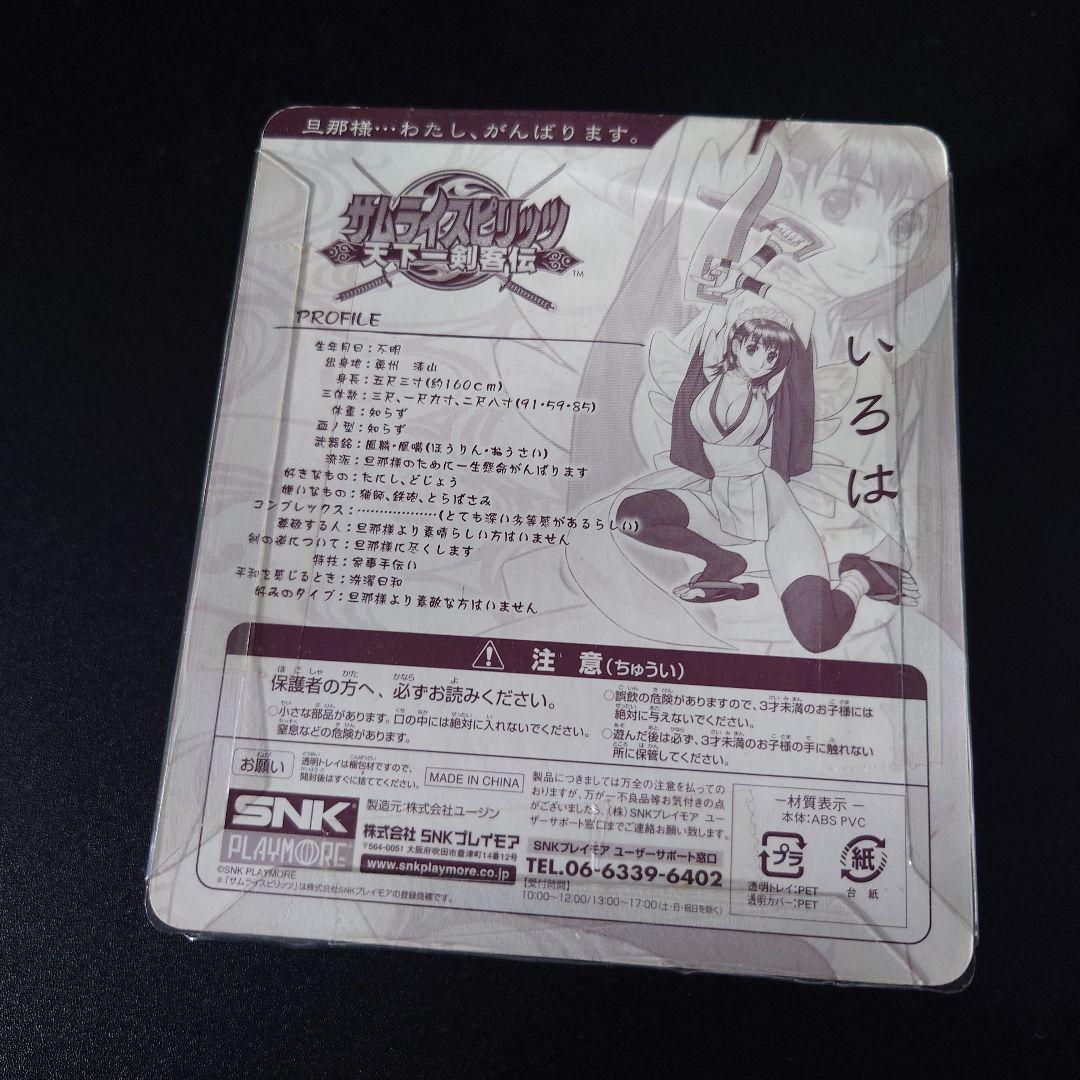 旦那様…わたし、がんばります。
サムライスピリッツ
天下一剣客伝
TM
PROFILE
生年月日:不明
出身地:奥州 漆山
身長:五尺三寸(約160cm)
三体数:三尺、一尺九寸、二尺八寸(91・59・85)
体重:知らず
血ノ型:知らず
武器銘:鳳鱗・凰嘴(ほうりん・おうさい)
流派:旦那様のために一生懸命がんばります
好きなもの:たにし、どじょう
嫌いなもの:猟師、鉄砲、とらばさみ
コンプレックス:………………(とても深い劣等感があるらしい)
尊敬する人:旦那様より素晴らしい方はいません
剣の道について:旦那様に尽くします
特技:家事手伝い
平和を感じるとき:洗濯日和
好みのタイプ:旦那様より素敵な方はいません
いろは
注意(ちゅうい)
保護者の方へ、必ずお読みください。
○小さな部品があります。口の中には絶対に入れないでください。
窒息などの危険があります。
○誤飲の危険がありますので、3才未満のお子様には
絶対に与えないでください。
○遊んだ後は必ず、3才未満のお子様の手に触れない
所に保管してください。
お願い
透明トレイは梱包材ですので、
開封後はすぐに捨ててください。
MADE IN CHINA
製品につきましては万全の注意を払っての
おりますが、万が一不良品等お気付きの点
がございましたら、(株)SNKプレイモア ユー
ザーサポート窓口までご連絡お願い致します。
SNK
PLAYMORE
製造元:株式会社ユージン
株式会社 SNKプレイモア
〒564-0051 大阪府吹田市豊津町14番12号
www.snkplaymore.co.jp
SNKプレイモア ユーザーサポート窓口
TEL.06-6339-6402
【受付時間】
10:00〜12:00/13:00〜17:00(土・日・祝日を除く)
©SNK PLAYMORE
※「サムライスピリッツ」は株式会社SNKプレイモアの登録商標です。
ー材質表示ー
本体:ABS PVC
プラ
透明トレイ:PET
透明カバー:PET
紙
台紙